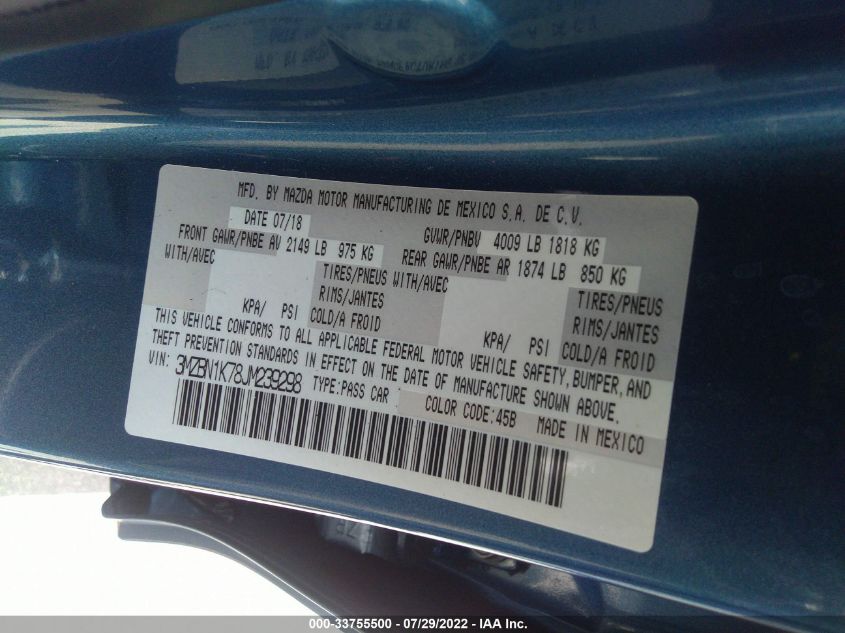 MFD. BY MAZDA MOTOR MANUFACTURING DE MEXICO S.A. DE C.V.
DATE 07/18 GVWR/PNBV 4009 LB 1818 KG
FRONT GAWR/PNBE AV 2149 LB 975 KG REAR GAWR/PNBE AR 1874 LB 850 KG
WITH/AVEC TIRES/PNEUS WITH/AVEC TIRES/PNEUS
RIMS/JANTES RIMS/JANTES
KPA/ PSI COLD/A FROID KPA/ PSI COLD/A FROID
THIS VEHICLE CONFORMS TO ALL APPLICABLE FEDERAL MOTOR VEHICLE SAFETY, BUMPER, AND
THEFT PREVENTION STANDARDS IN EFFECT ON THE DATE OF MANUFACTURE SHOWN ABOVE.
VIN: 3MZBN1K78JM239298 TYPE:PASS CAR COLOR CODE:45B MADE IN MEXICO
000-33755500 / 07/29/2022 - IAA Inc.